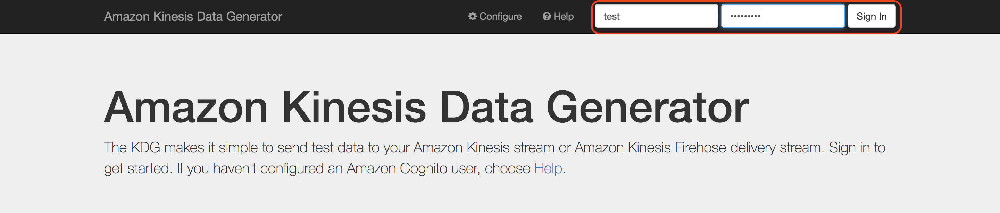 Amazon Kinesis Data Generator
Configure
Help
test
•••••••••
Sign In
Amazon Kinesis Data Generator
The KDG makes it simple to send test data to your Amazon Kinesis stream or Amazon Kinesis Firehose delivery stream. Sign in to
get started. If you haven't configured an Amazon Cognito user, choose Help.